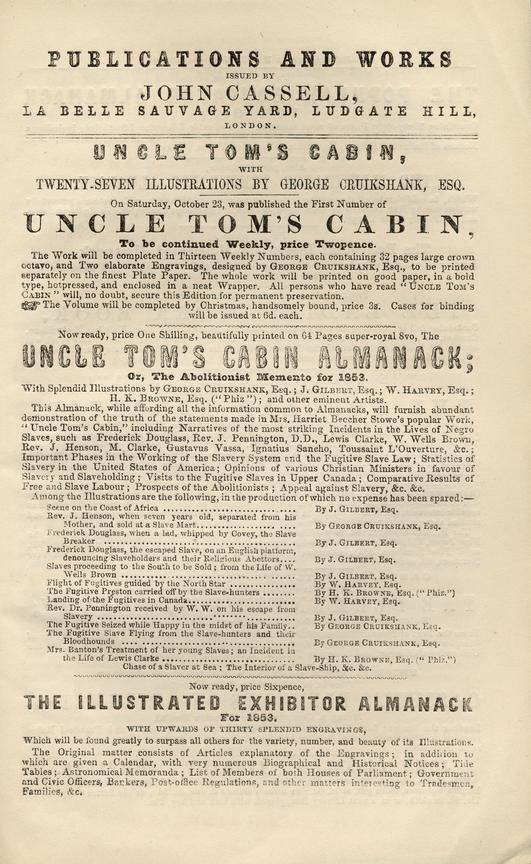 PUBLICATIONS AND WORKS
ISSUED BY
JOHN CASSELL,
LA BELLE SAUVAGE YARD, LUDGATE HILL,
LONDON.
UNCLE TOM'S CABIN,
WITH
TWENTY-SEVEN ILLUSTRATIONS BY GEORGE CRUIKSHANK, ESQ.
On Saturday, October 23, was published the First Number of
UNCLE TOM'S CABIN,
To be continued Weekly, price Twopence.
The Work will be completed in Thirteen Weekly Numbers, each containing 32 pages large crown
octavo, and Two elaborate Engravings, designed by GEORGE CRUIKSHANK, Esq., to be printed
separately on the finest Plate Paper. The whole work will be printed on good paper, in a bold
type, hotpressed, and enclosed in a neat Wrapper. All persons who have read "UNCLE TOM'S
CABIN" will, no doubt, secure this Edition for permanent preservation.
☞ The Volume will be completed by Christmas, handsomely bound, price 3s. Cases for binding
will be issued at 6d. each.
Now ready, price One Shilling, beautifully printed on 64 Pages super-royal 8vo, The
UNCLE TOM'S CABIN ALMANACK;
Or, The Abolitionist Memento for 1853.
With Splendid Illustrations by GEORGE CRUIKSHANK, Esq.; J. GILBERT, Esq.; W. HARVEY, Esq.;
H. K. BROWNE, Esq. ("Phiz"); and other eminent Artists.
This Almanak, while affording all the information common to Almanacks, will furnish abundant
demonstration of the truth of the statements made in Mrs. Harriet Beecher Stowe's popular Work,
"Uncle Tom's Cabin," including Narratives of the most striking Incidents in the Lives of Negro
Slaves, such as Frederick Douglass, Rev. J. Pennington, D.D., Lewis Clarke, W. Wells Brown,
Rev. J. Henson, M. Clarke, Gustavus Vassa, Ignatius Sancho, Toussaint L'Ouverture, &c.;
Important Phases in the Working of the Slavery System and the Fugitive Slave Law; Statistics of
Slavery in the United States of America; Opinions of various Christian Ministers in favour of
Slavery and Slaveholding; Visits to the Fugitive Slaves in Upper Canada; Comparative Results of
Free and Slave Labour; Prospects of the Abolitionists; Appeal against Slavery, &c. &c.
Among the Illustrations are the following, in the production of which no expense has been spared:—
Scene on the Coast of Africa .......... By J. GILBERT, Esq.
Rev. J. Henson, when seven years old, separated from his
Mother, and sold at a Slave Mart .......... By GEORGE CRUIKSHANK, Esq.
Frederick Douglass, when a lad, whipped by Covey, the Slave
Breaker .......... By J. GILBERT, Esq.
Frederick Douglass, the escaped Slave, on an English platform,
denouncing Slaveholders and their Religious Abettors.... By J. GILBERT, Esq.
Slaves proceeding to the South to be Sold; from the Life of W.
Wells Brown .......... By J. GILBERT, Esq.
Flight of Fugitives guided by the North Star .......... By W. HARVEY, Esq.
The Fugitive Preston carried off by the Slave-hunters ....... By H. K. BROWNE, Esq. ("Phiz.")
Landing of the Fugitives in Canada.......... By W. HARVEY, Esq.
Rev. Dr. Pennington received by W. W. on his escape from
Slavery .......... By J. GILBERT, Esq.
The Fugitive Seized while Happy in the midst of his Family.. By GEORGE CRUIKSHANK, Esq.
The Fugitive Slave Flying from the Slave-hunters and their
Bloodhounds .......... By GEORGE CRUIKSHANK, Esq.
Mrs. Banton's Treatment of her young Slaves; an Incident in
the Life of Lewis Clarke .......... By H. K. BROWNE, Esq. ("Phiz")
Chase of a Slaver at Sea; The Interior of a Slave-Ship, &c. &c.
Now ready, price Sixpence,
THE ILLUSTRATED EXHIBITOR ALMANACK
For 1853.
WITH UPWARDS OF THIRTY SPLENDID ENGRAVINGS,
Which will be found greatly to surpass all others for the variety, number, and beauty of its Illustrations.
The Original matter consists of Articles explanatory of the Engravings; in addition to
which are given a Calendar, with very numerous Biographical and Historical Notices; Tide
Tables; Astronomical Memoranda; List of Members of both Houses of Parliament; Government
and Civic Officers, Bankers, Post-office Regulations, and other matters interesting to Tradesmen,
Families, &c.